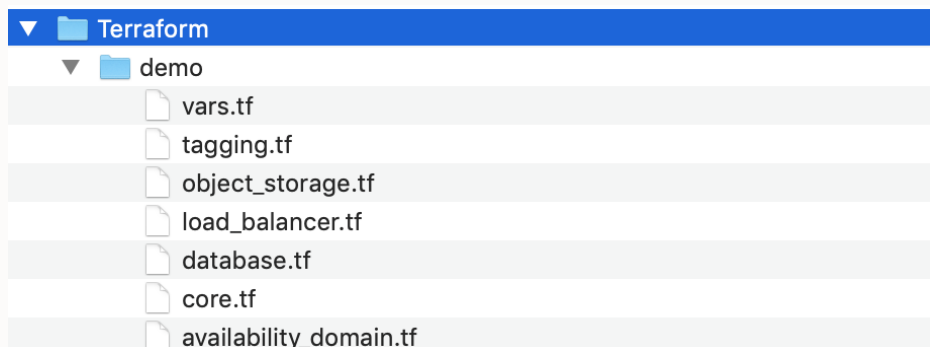 Terraform
demo
vars.tf
tagging.tf
object_storage.tf
load_balancer.tf
database.tf
core.tf
availability_domain.tf